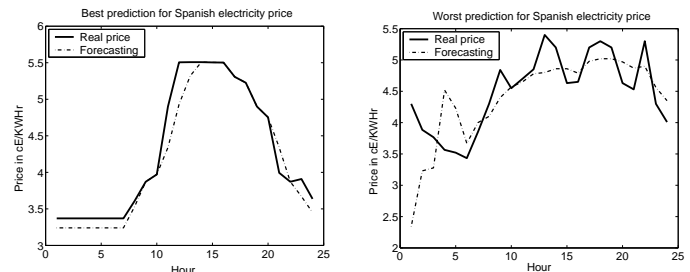 Best prediction for Spanish electricity price
Real price
Forecasting
Price in cE/KWHr
6
5.5
5
4.5
4
3.5
3
0
5
10
15
20
25
Hour
Worst prediction for Spanish electricity price
Real price
Forecasting
Price in cE/KWHr
5.5
5
4.5
4
3.5
3
2.5
2
0
5
10
15
20
25
Hour